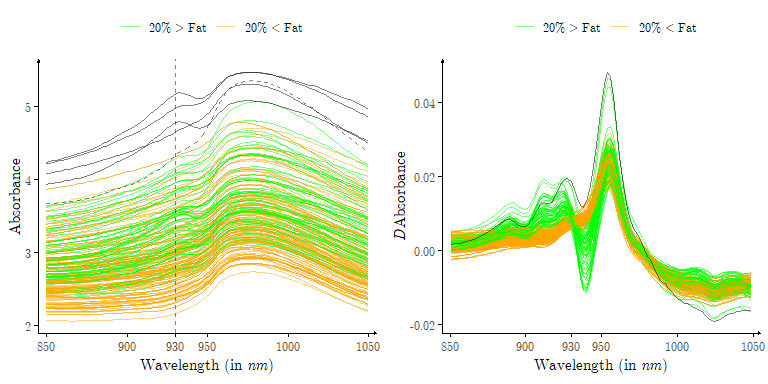 20% > Fat 20% < Fat
Absorbance
5
4
3
2
850 900 930 950 1000 1050
Wavelength (in nm)
20% > Fat 20% < Fat
DAbsorbance
0.04
0.02
0.00
-0.02
850 900 930 950 1000 1050
Wavelength (in nm)